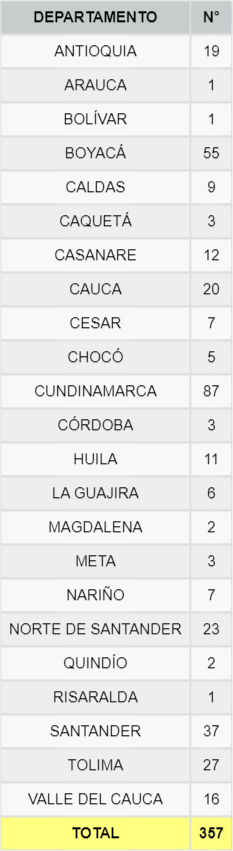 DEPARTAMENTO N°
ANTIOQUIA 19
ARAUCA 1
BOLÍVAR 1
BOYACÁ 55
CALDAS 9
CAQUETÁ 3
CASANARE 12
CAUCA 20
CESAR 7
CHOCÓ 5
CUNDINAMARCA 87
CÓRDOBA 3
HUILA 11
LA GUAJIRA 6
MAGDALENA 2
META 3
NARIÑO 7
NORTE DE SANTANDER 23
QUINDÍO 2
RISARALDA 1
SANTANDER 37
TOLIMA 27
VALLE DEL CAUCA 16
TOTAL 357